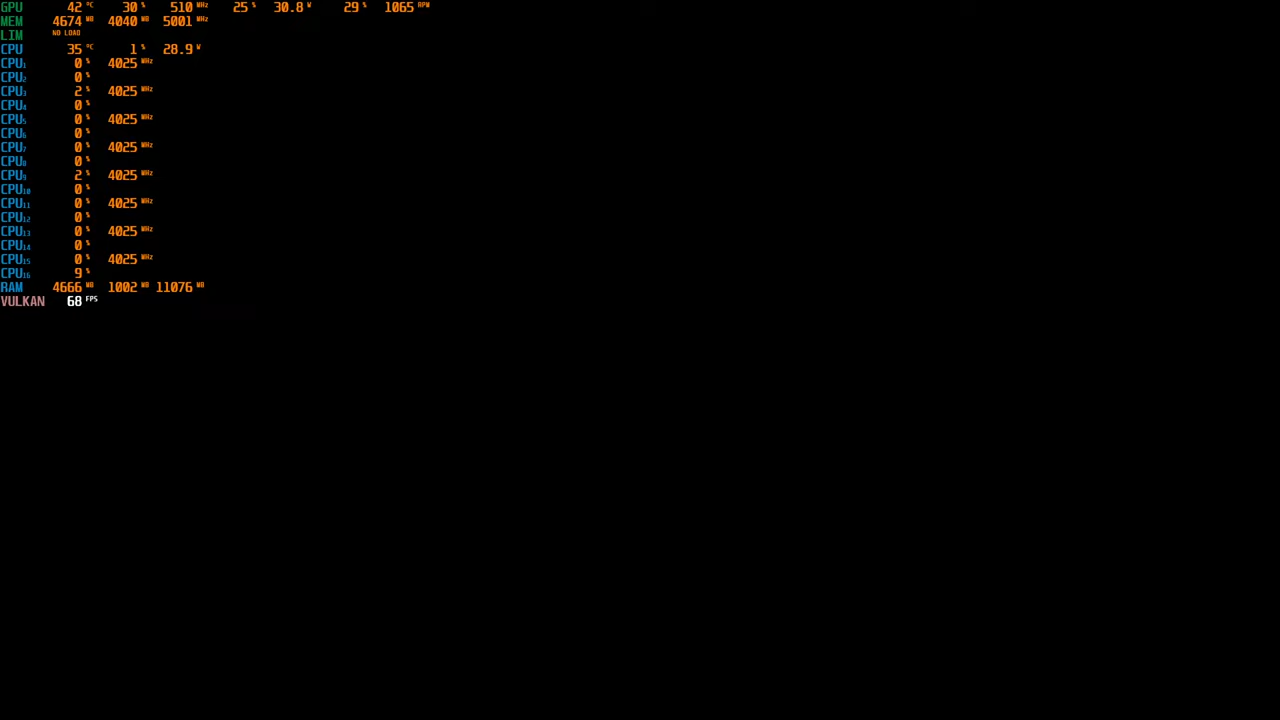 GPU 42 °C 30 % 510 MHz 25 % 30.8 W 29 % 1065 RPM
MEM 4674 MB 4040 MB 5001 MHz
LIM NO LOAD
CPU 35 °C 1 % 28.9 W
CPU1 0 % 4025 MHz
CPU2 0 %
CPU3 2 % 4025 MHz
CPU4 0 %
CPU5 0 % 4025 MHz
CPU6 0 %
CPU7 0 % 4025 MHz
CPU8 0 %
CPU9 2 % 4025 MHz
CPU10 0 %
CPU11 0 % 4025 MHz
CPU12 0 %
CPU13 0 % 4025 MHz
CPU14 0 %
CPU15 0 % 4025 MHz
CPU16 9 %
RAM 4666 MB 1002 MB 11076 MB
VULKAN 68 FPS